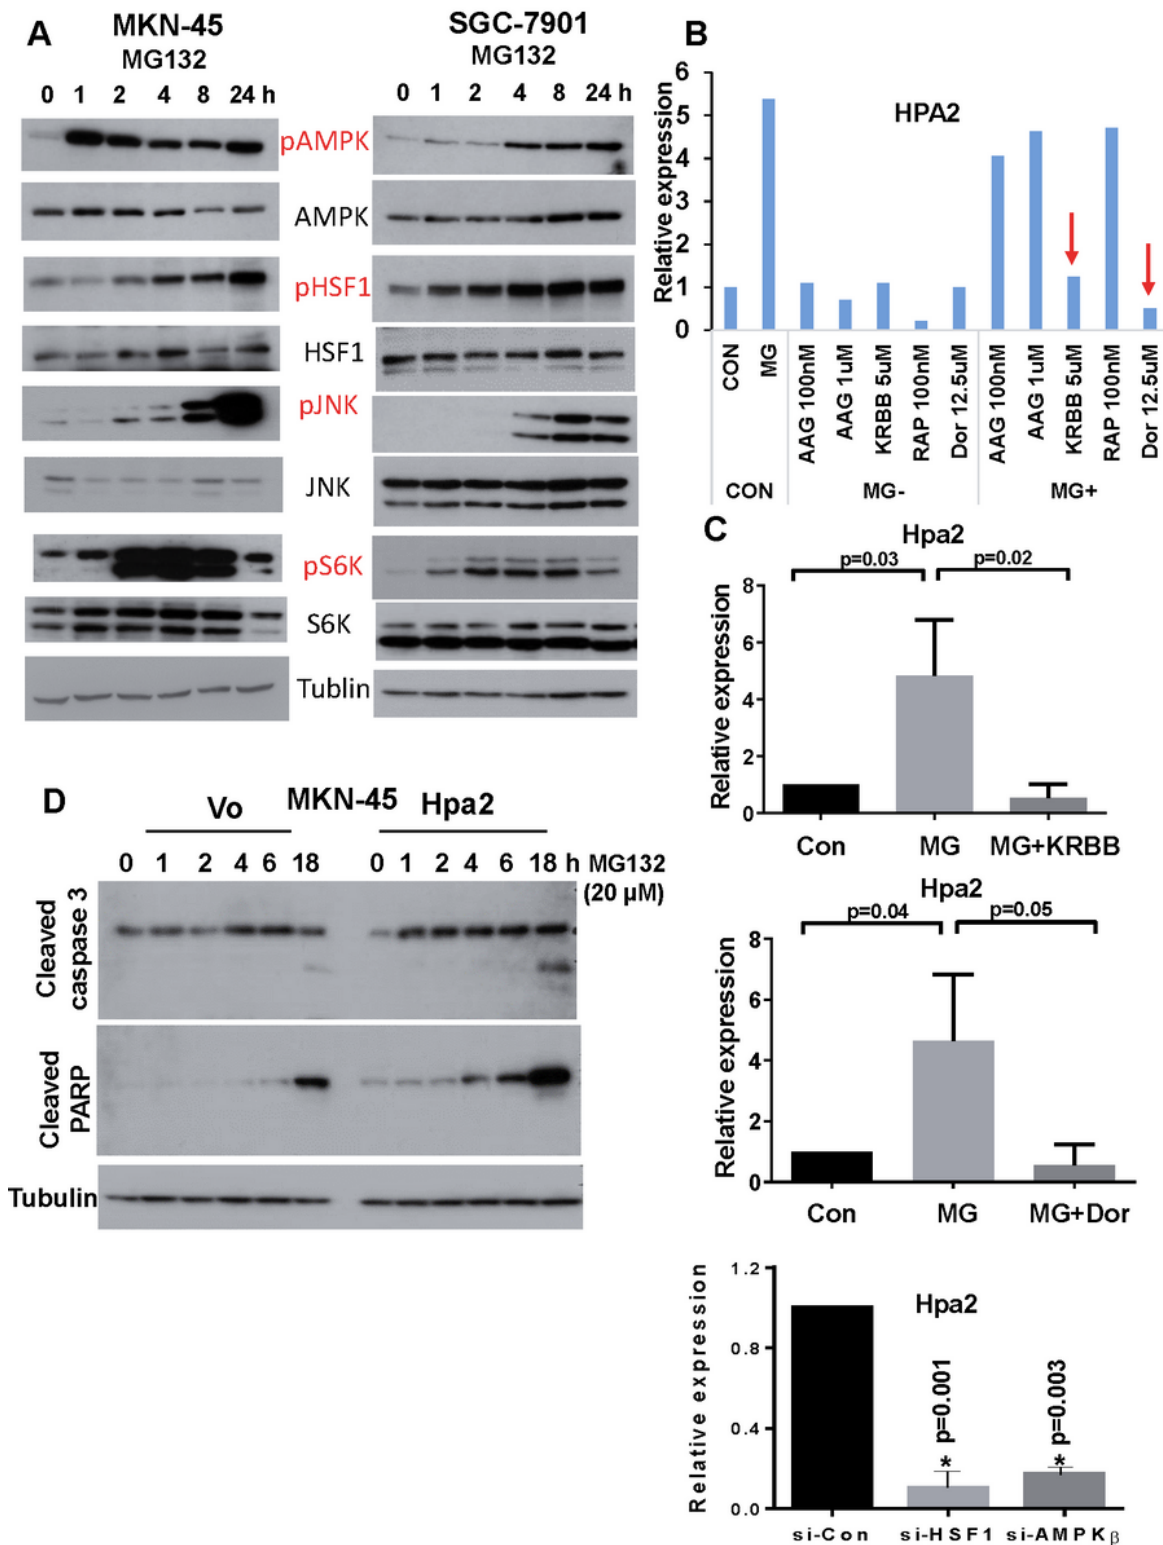 A
MKN-45
MG132
0 1 2 4 8 24 h
SGC-7901
MG132
0 1 2 4 8 24 h
pAMPK
AMPK
pHSF1
HSF1
pJNK
JNK
pS6K
S6K
Tublin
B
HPA2
Relative expression
6
5
4
3
2
1
0
CON
MG
AAG 100nM
AAG 1uM
KRBB 5uM
RAP 100nM
Dor 12.5uM
AAG 100nM
AAG 1uM
KRBB 5uM
RAP 100nM
Dor 12.5uM
CON
MG-
MG+
C
Hpa2
p=0.03
p=0.02
Relative expression
8
6
4
2
0
Con
MG
MG+KRBB
Hpa2
p=0.04
p=0.05
Relative expression
8
6
4
2
0
Con
MG
MG+Dor
Hpa2
Relative expression
1.2
0.8
0.4
0.0
* p=0.001
* p=0.003
si-Con
si-HSF1
si-AMPKβ
D
MKN-45
Vo
Hpa2
0 1 2 4 6 18
0 1 2 4 6 18 h
MG132
(20 µM)
Cleaved
caspase 3
Cleaved
PARP
Tubulin